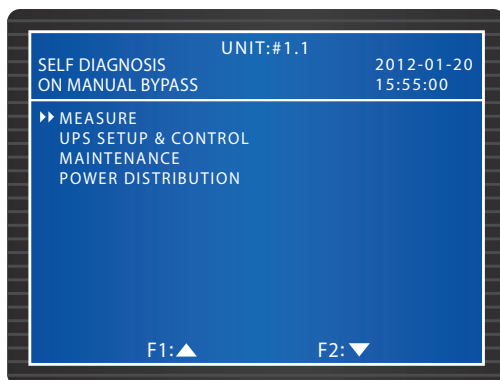 UNIT:#1.1
SELF DIAGNOSIS 2012-01-20
ON MANUAL BYPASS 15:55:00
MEASURE
UPS SETUP & CONTROL
MAINTENANCE
POWER DISTRIBUTION
F1:▲ F2:▼